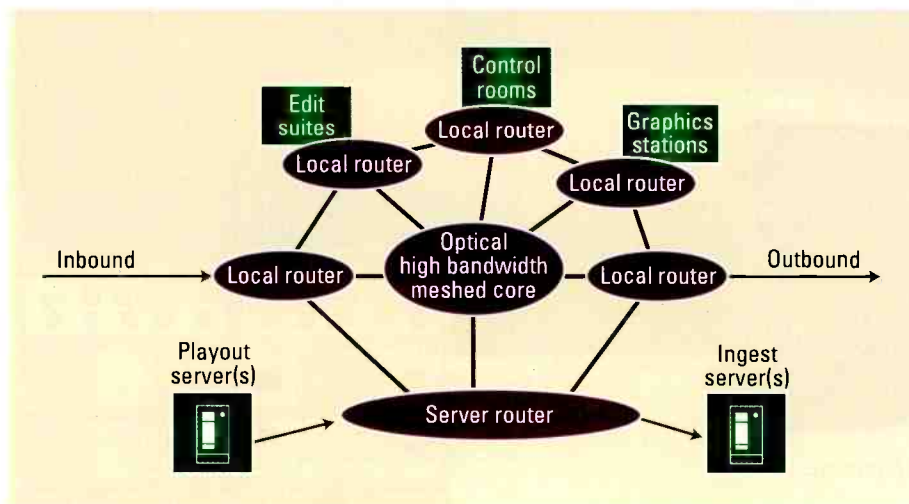 Control
rooms
Edit
suites
Graphics
stations
Local router
Local router
Local router
Inbound
Local router
Optical
high bandwidth
meshed core
Local router
Outbound
Playout
server(s)
Ingest
server(s)
Server router